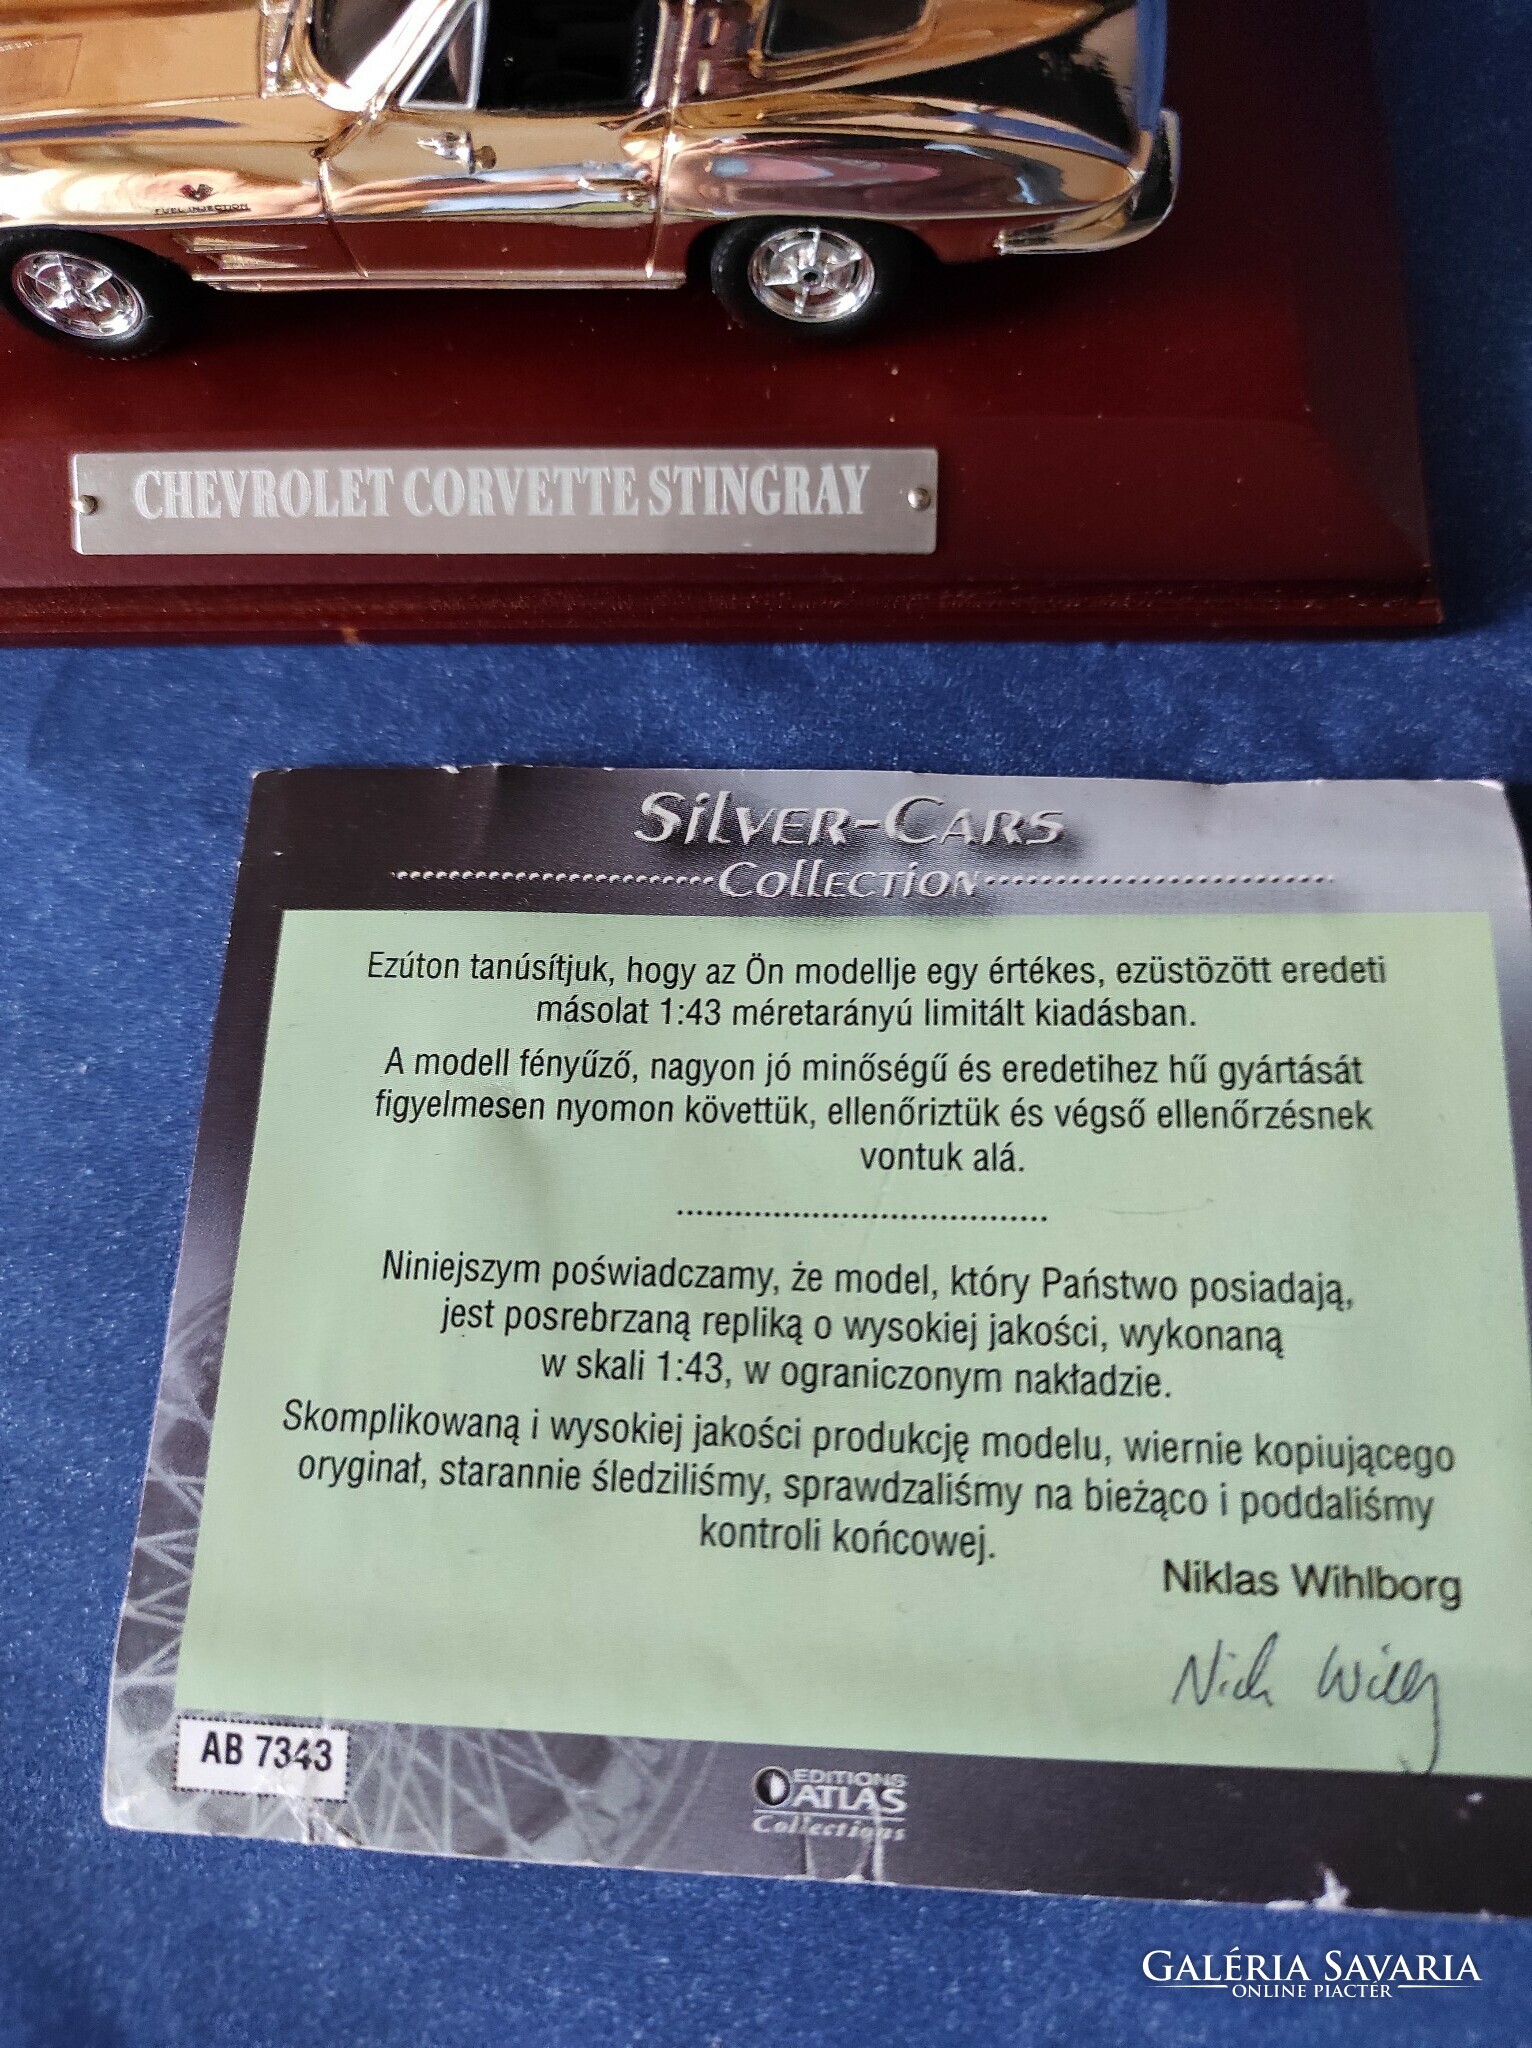 FUEL INJECTION
CHEVROLET CORVETTE STINGRAY
SILVER-CARS
COLLECTION
Ezúton tanúsítjuk, hogy az Ön modellje egy értékes, ezüstözött eredeti
másolat 1:43 méretarányú limitált kiadásban.
A modell fényűző, nagyon jó minőségű és eredetihez hű gyártását
figyelmesen nyomon követtük, ellenőriztük és végső ellenőrzésnek
vontuk alá.
Niniejszym poświadczamy, że model, który Państwo posiadają,
jest posrebrzaną repliką o wysokiej jakości, wykonaną
w skali 1:43, w ograniczonym nakładzie.
Skomplikowaną i wysokiej jakości produkcję modelu, wiernie kopiującego
oryginał, starannie śledziliśmy, sprawdzaliśmy na bieżąco i poddaliśmy
kontroli końcowej.
Niklas Wihlborg
AB 7343
EDITIONS
ATLAS
Collections
GALÉRIA SAVARIA
ONLINE PIACTÉR